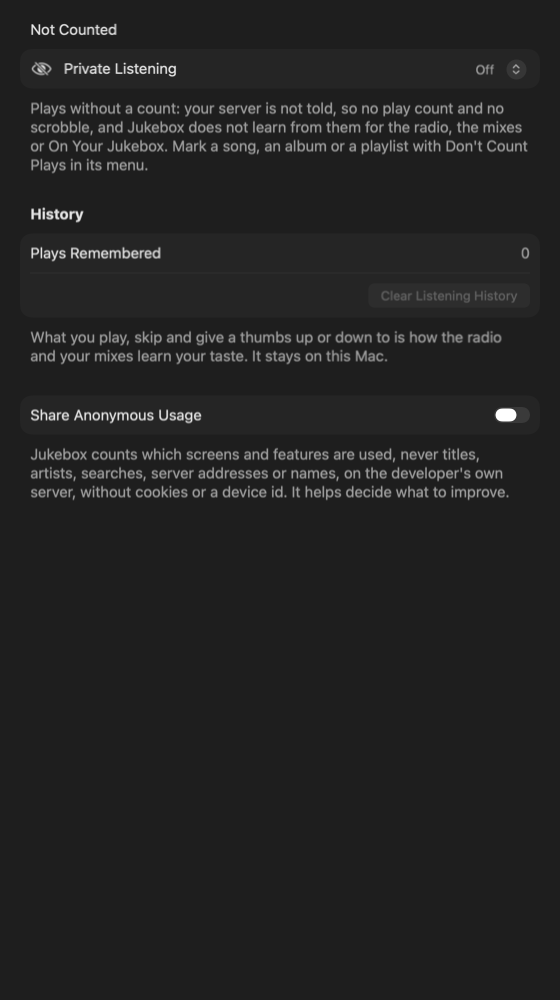 Not Counted
Private Listening Off
Plays without a count: your server is not told, so no play count and no
scrobble, and Jukebox does not learn from them for the radio, the mixes
or On Your Jukebox. Mark a song, an album or a playlist with Don't Count
Plays in its menu.
History
Plays Remembered 0
Clear Listening History
What you play, skip and give a thumbs up or down to is how the radio
and your mixes learn your taste. It stays on this Mac.
Share Anonymous Usage
Jukebox counts which screens and features are used, never titles,
artists, searches, server addresses or names, on the developer's own
server, without cookies or a device id. It helps decide what to improve.